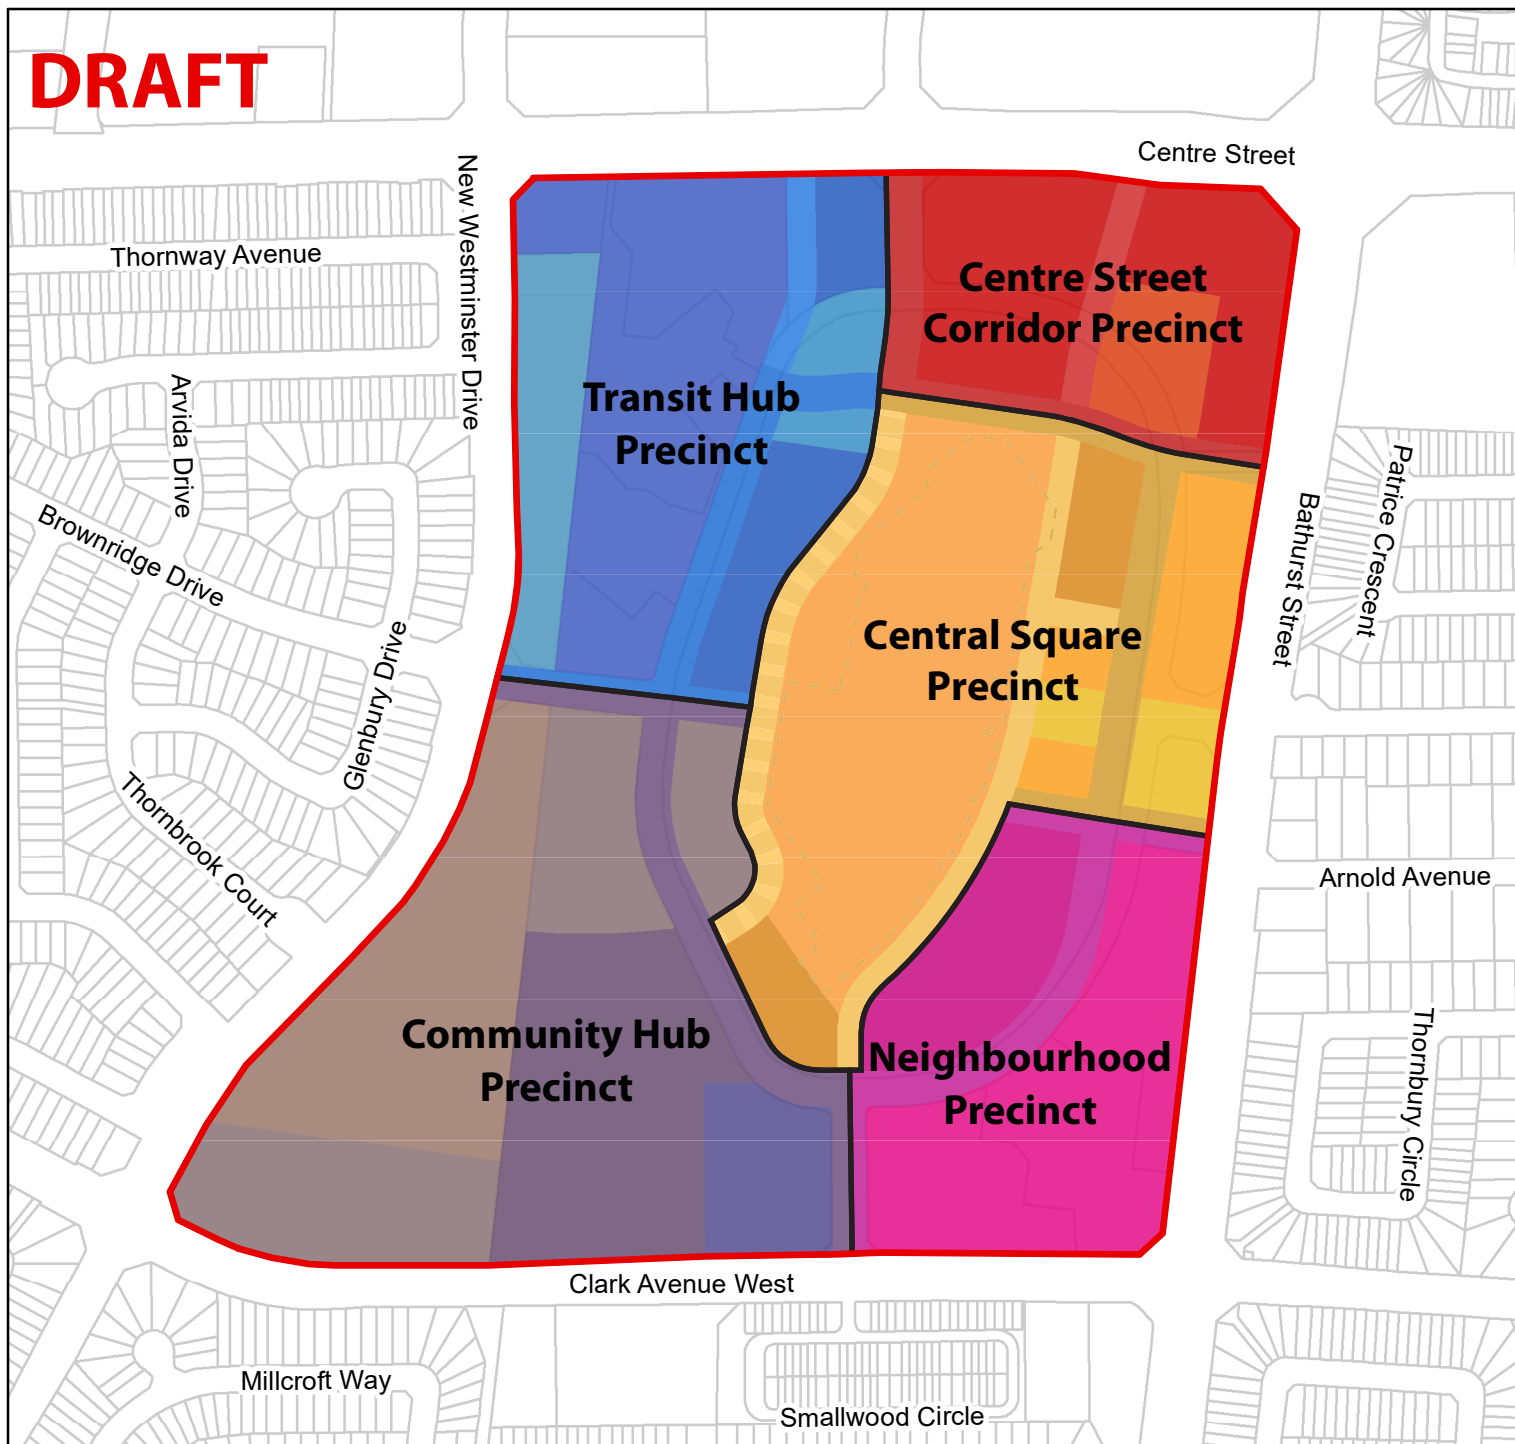 DRAFT
Centre Street
New Westminster Drive
Thornway Avenue
Centre Street
Corridor Precinct
Transit Hub
Precinct
Arvida Drive
Patrice Crescent
Bathurst Street
Brownridge Drive
Glenbury Drive
Central Square
Precinct
Thornbrook Court
Arnold Avenue
Community Hub
Precinct
Neighbourhood
Precinct
Thornbury Circle
Clark Avenue West
Millcroft Way
Smallwood Circle